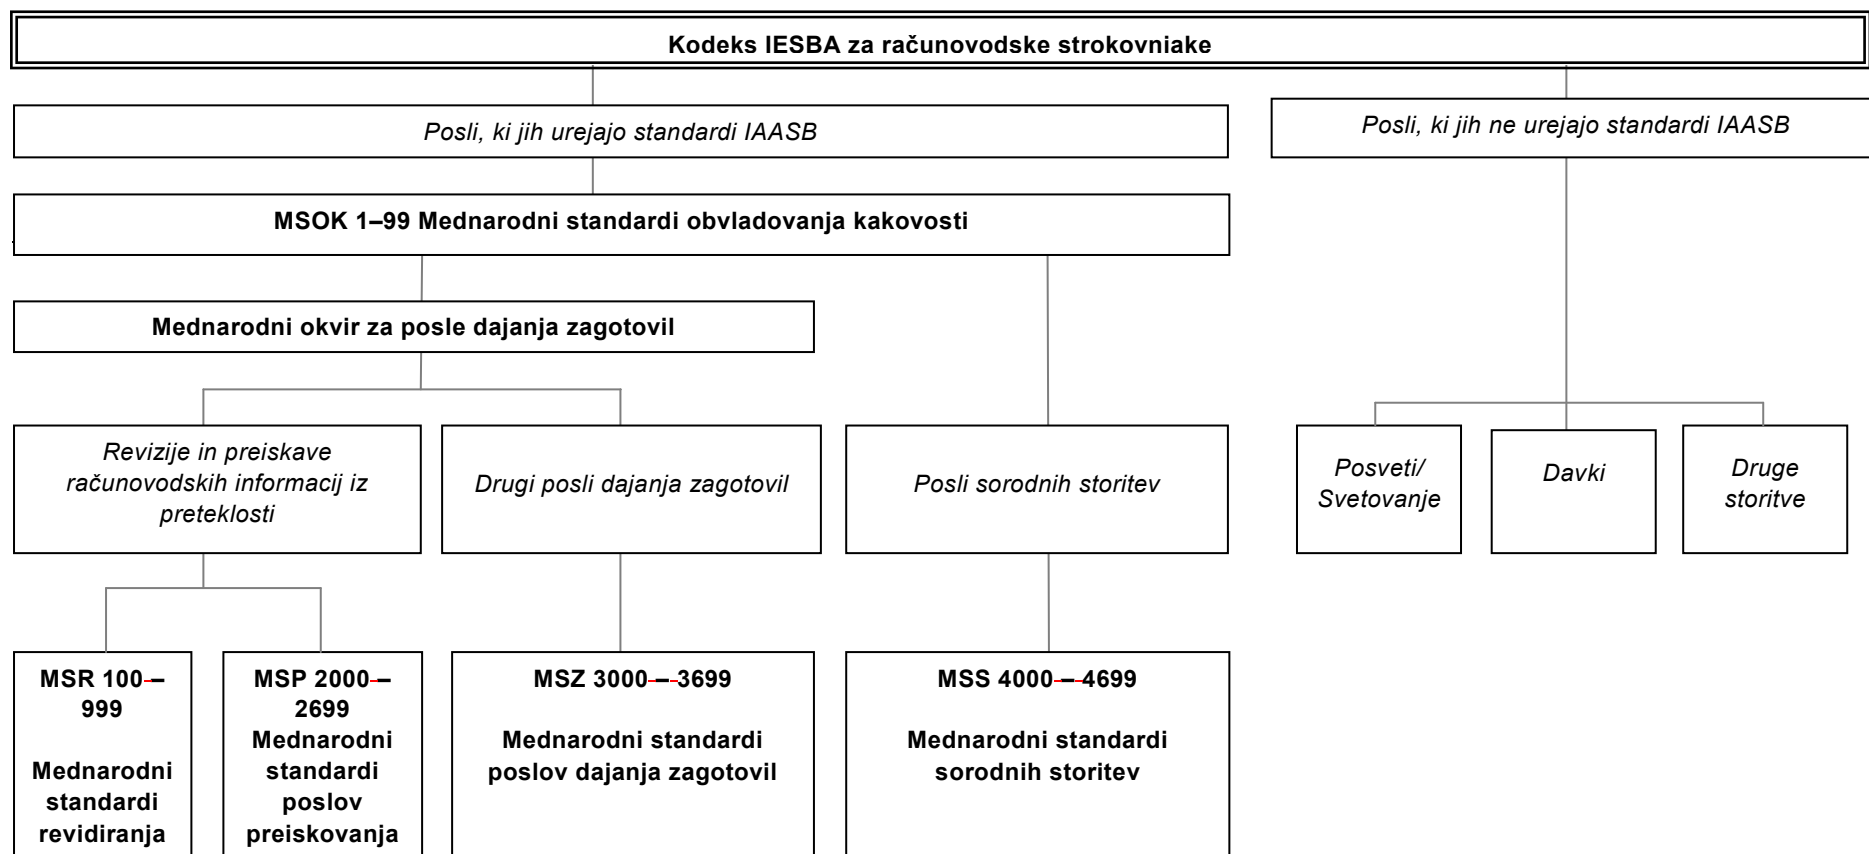 Kodeks IESBA za računovodske strokovniake
Posli, ki jih urejajo standardi IAASB
Posli, ki jih ne urejajo standardi IAASB
MSOK 1–99 Mednarodni standardi obvladovanja kakovosti
Mednarodni okvir za posle dajanja zagotovil
Revizije in preiskave
računovodskih informacij iz
preteklosti
Drugi posli dajanja zagotovil
Posli sorodnih storitev
Posveti/
Svetovanje
Davki
Druge
storitve
MSR 100 –
999
Mednarodni
standardi
revidiranja
MSP 2000 –
2699
Mednarodni
standardi
poslov
preiskovanja
MSZ 3000 – 3699
Mednarodni standardi
poslov dajanja zagotovil
MSS 4000 – 4699
Mednarodni standardi
sorodnih storitev